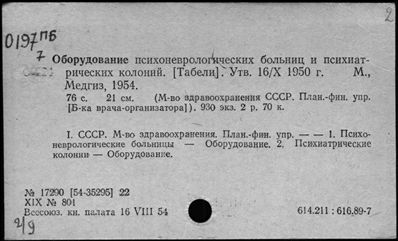 2
0197ПБ
7
Оборудование психоневрологических больниц и психиат-
рических колоний. [Табели]. Утв. 16/X 1950 г. М.,
Медгиз, 1954.
76 с. 21 см. (М-во здравоохранения СССР. План.-фин. упр.
[Б-ка врача-организатора]). 930 экз. 2 р. 70 к.
I. СССР. М-во здравоохранения. План.-фин. упр. — — 1. Психо-
неврологические больницы — Оборудование. 2. Психиатрические
колонии — Оборудование.
№ 17290 [54-35295] 22
XIX № 801
Всесоюз. кн. палата 16 VIII 54
614.211 : 616.89-7
2/9